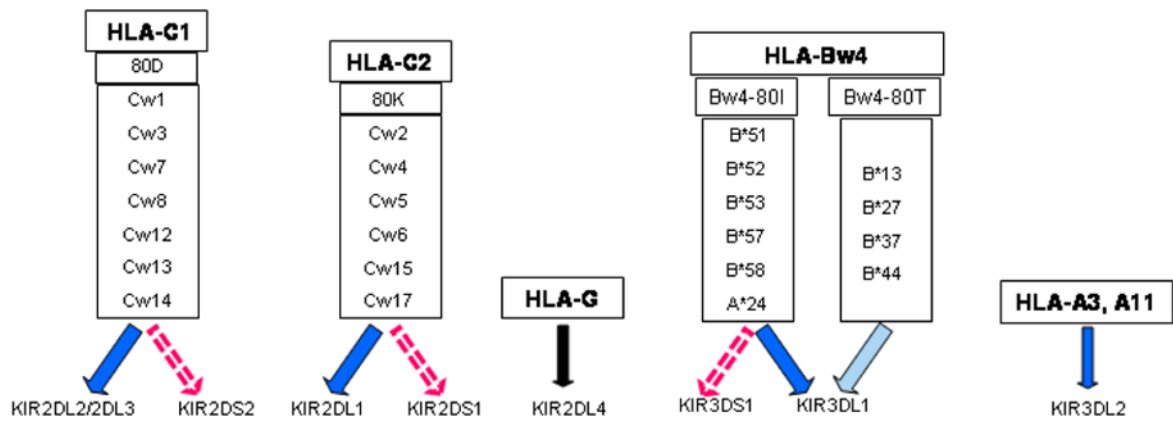 HLA-C1
80D
Cw1
Cw3
Cw7
Cw8
Cw12
Cw13
Cw14
KIR2DL2/2DL3
KIR2DS2
HLA-C2
80K
Cw2
Cw4
Cw5
Cw6
Cw15
Cw17
KIR2DL1
KIR2DS1
HLA-G
KIR2DL4
HLA-Bw4
Bw4-80I
B*51
B*52
B*53
B*57
B*58
A*24
Bw4-80T
B*13
B*27
B*37
B*44
KIR3DS1
KIR3DL1
HLA-A3, A11
KIR3DL2